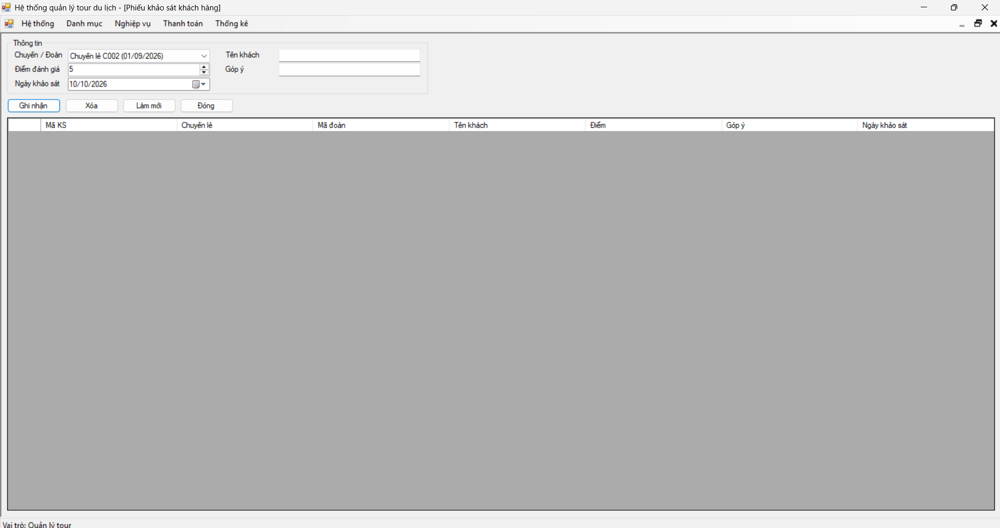 Hệ thống quản lý tour du lịch - [Phiếu khảo sát khách hàng]
Hệ thống Danh mục Nghiệp vụ Thanh toán Thống kê
Thông tin
Chuyến / Đoàn Chuyến lẻ C002 (01/09/2026) Tên khách
Điểm đánh giá 5 Góp ý
Ngày khảo sát 10/10/2026
Ghi nhận Xóa Làm mới Đóng
Mã KS Chuyến lẻ Mã đoàn Tên khách Điểm Góp ý Ngày khảo sát
Vai trò: Quản lý tour